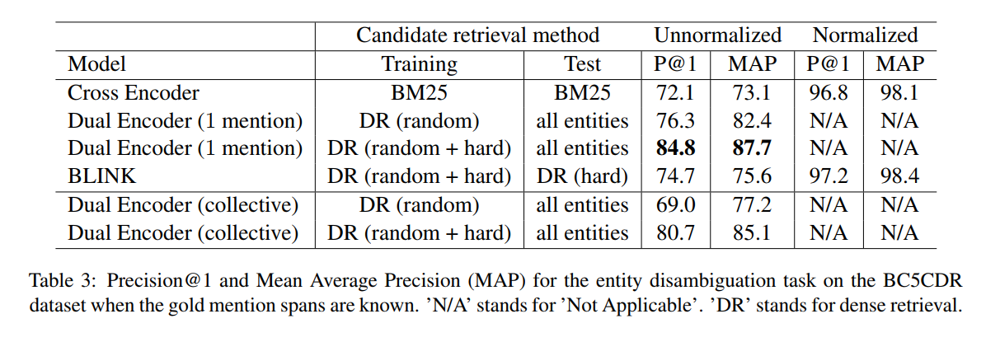 Candidate retrieval method Unnormalized Normalized
Model Training Test P@1 MAP P@1 MAP
Cross Encoder BM25 BM25 72.1 73.1 96.8 98.1
Dual Encoder (1 mention) DR (random) all entities 76.3 82.4 N/A N/A
Dual Encoder (1 mention) DR (random + hard) all entities 84.8 87.7 N/A N/A
BLINK DR (random + hard) DR (hard) 74.7 75.6 97.2 98.4
Dual Encoder (collective) DR (random) all entities 69.0 77.2 N/A N/A
Dual Encoder (collective) DR (random + hard) all entities 80.7 85.1 N/A N/A
Table 3: Precision@1 and Mean Average Precision (MAP) for the entity disambiguation task on the BC5CDR
dataset when the gold mention spans are known. ’N/A’ stands for ’Not Applicable’. ’DR’ stands for dense retrieval.